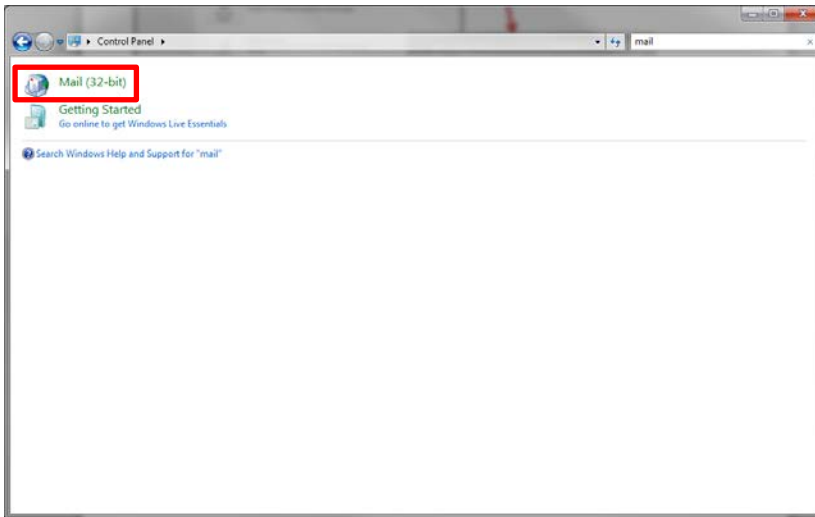 Control Panel
mail
Mail (32-bit)
Getting Started
Go online to get Windows Live Essentials
Search Windows Help and Support for "mail"